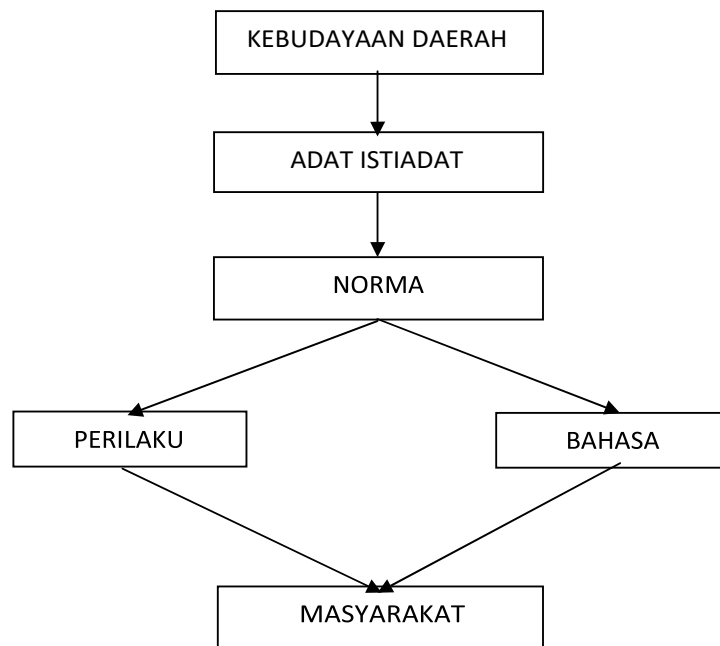 KEBUDAYAAN DAERAH
ADAT ISTIADAT
NORMA
PERILAKU
BAHASA
MASYARAKAT